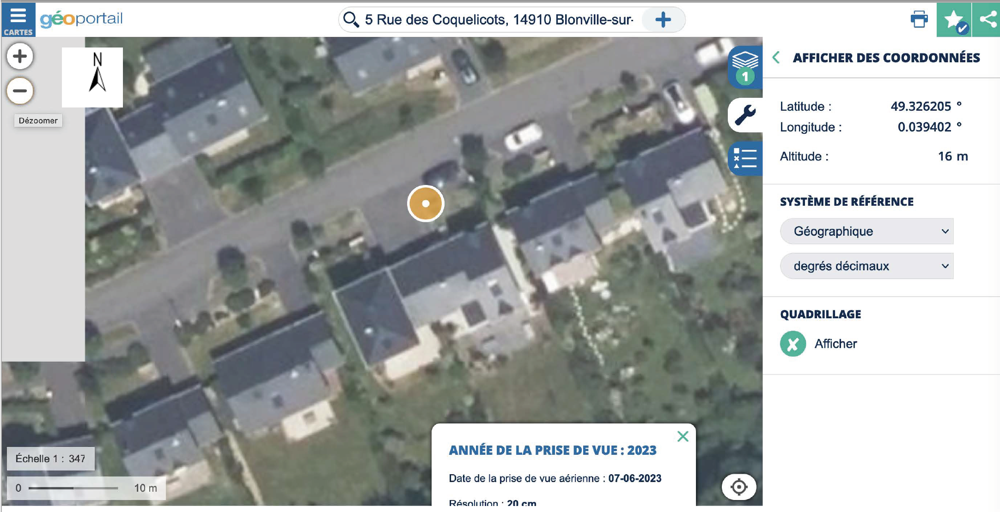 CARTES
géoportail
5 Rue des Coquelicots, 14910 Blonville-sur-
N
Dézoomer
1
AFFICHER DES COORDONNÉES
Latitude : 49.326205 °
Longitude : 0.039402 °
Altitude : 16 m
SYSTÈME DE RÉFÉRENCE
Géographique
degrés décimaux
QUADRILLAGE
Afficher
ANNÉE DE LA PRISE DE VUE : 2023
Date de la prise de vue aérienne : 07-06-2023
Résolution : 20 cm
Échelle 1 : 347
0 10 m